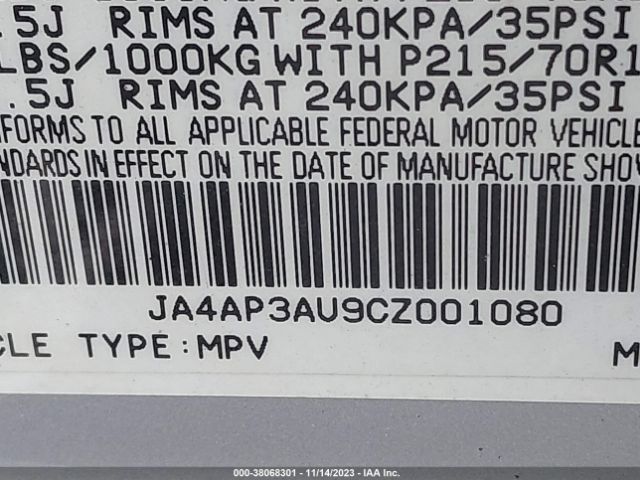 .5J RIMS AT 240KPA/35PSI
LBS/1000KG WITH P215/70R1
.5J RIMS AT 240KPA/35PSI
FORMS TO ALL APPLICABLE FEDERAL MOTOR VEHICLE
NDARDS IN EFFECT ON THE DATE OF MANUFACTURE SHOW
JA4AP3AU9CZ001080
CLE TYPE:MPV M
000-38068301 - 11/14/2023 - IAA Inc.